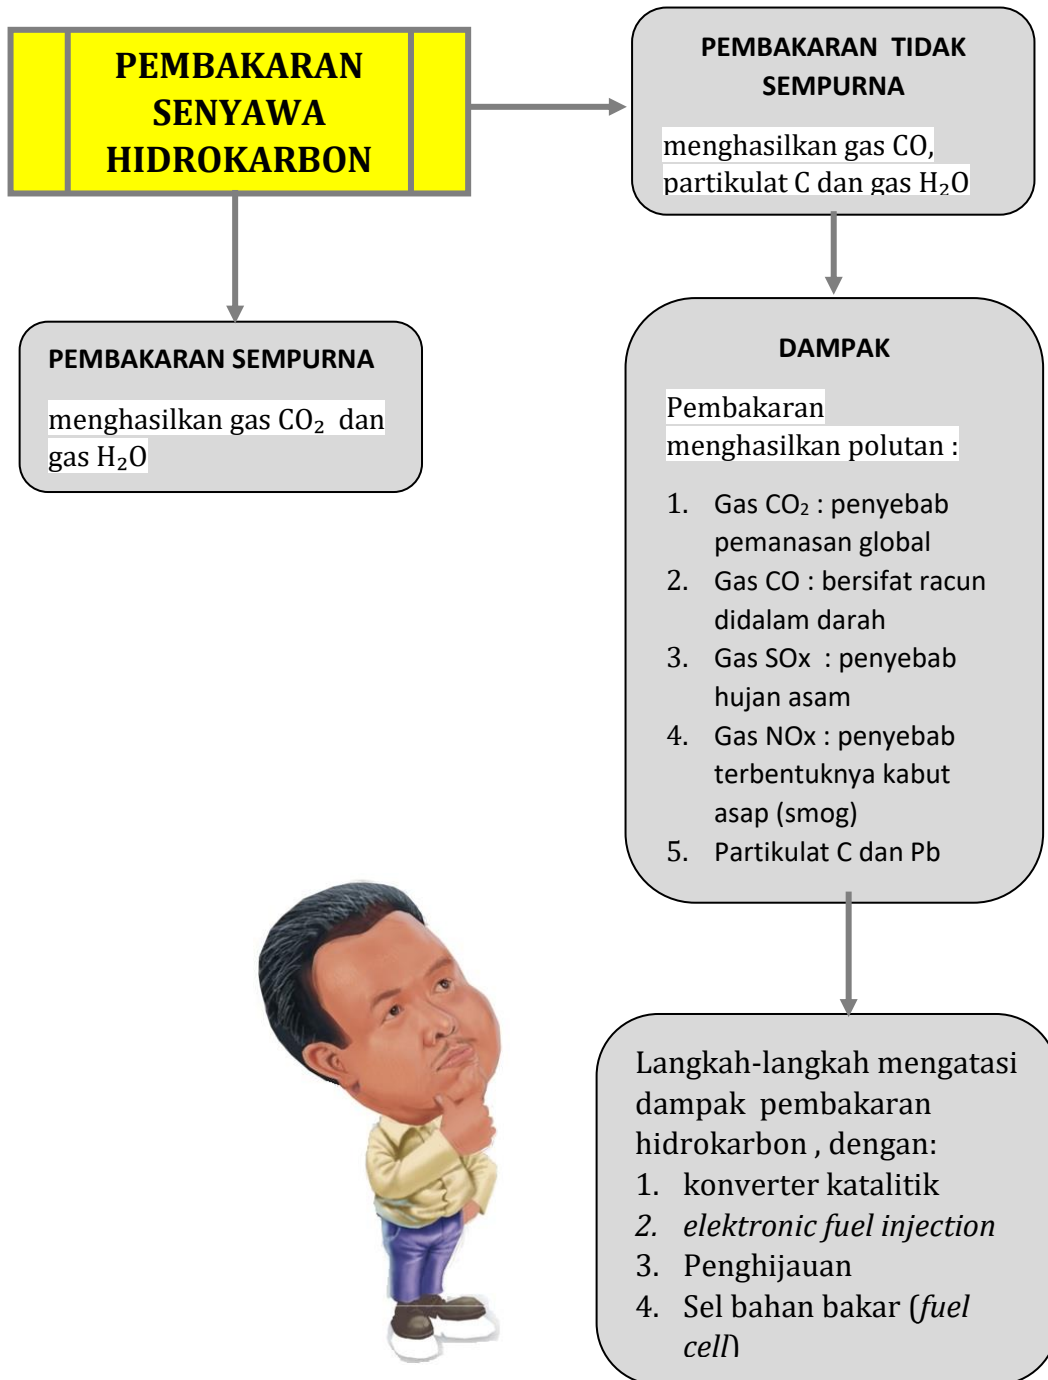 PEMBAKARAN
SENYAWA
HIDROKARBON
PEMBAKARAN TIDAK
SEMPURNA
menghasilkan gas CO,
partikulat C dan gas H₂O
PEMBAKARAN SEMPURNA
menghasilkan gas CO₂ dan
gas H₂O
DAMPAK
Pembakaran
menghasilkan polutan :
1. Gas CO₂ : penyebab
pemanasan global
2. Gas CO : bersifat racun
didalam darah
3. Gas SOx : penyebab
hujan asam
4. Gas NOx : penyebab
terbentuknya kabut
asap (smog)
5. Partikulat C dan Pb
Langkah-langkah mengatasi
dampak pembakaran
hidrokarbon , dengan:
1. konverter katalitik
2. elektronic fuel injection
3. Penghijauan
4. Sel bahan bakar (fuel
cell)